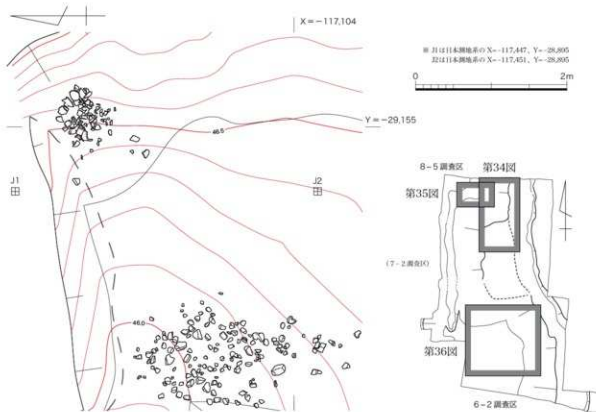 X＝−117,104
※ J1は日本測地系の X=−117,447、Y=−28,895
J2は日本測地系の X=−117,451、Y=−28,895
0 2m
Y＝−29,155
46.5
J1
J2
46.0
8−5調査区
第34図
第35図
(7−2調査区)
第36図
6−2調査区